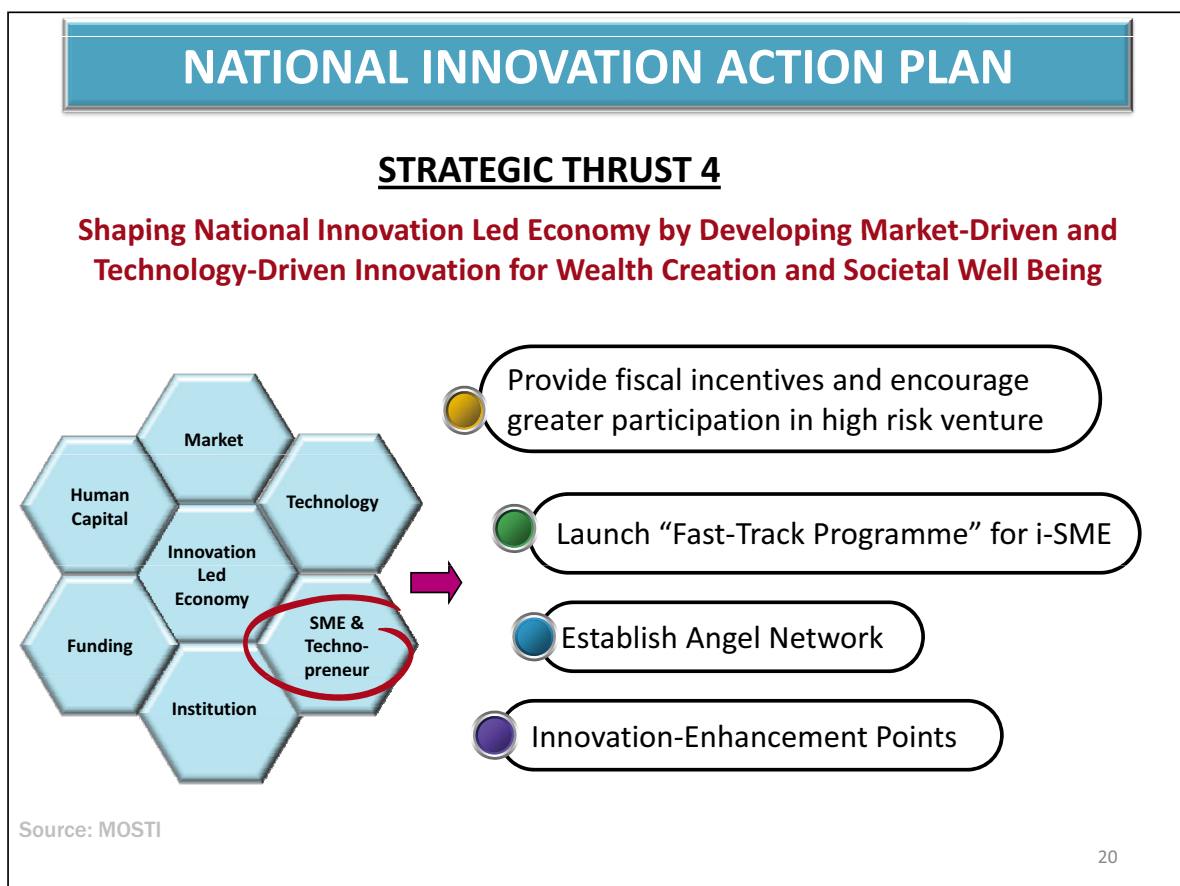 NATIONAL INNOVATION ACTION PLAN
STRATEGIC THRUST 4
Shaping National Innovation Led Economy by Developing Market-Driven and
Technology-Driven Innovation for Wealth Creation and Societal Well Being
Market
Human
Capital
Technology
Innovation
Led
Economy
Funding
SME &
Techno-
preneur
Institution
Provide fiscal incentives and encourage
greater participation in high risk venture
Launch “Fast-Track Programme” for i-SME
Establish Angel Network
Innovation-Enhancement Points
Source: MOSTI
20